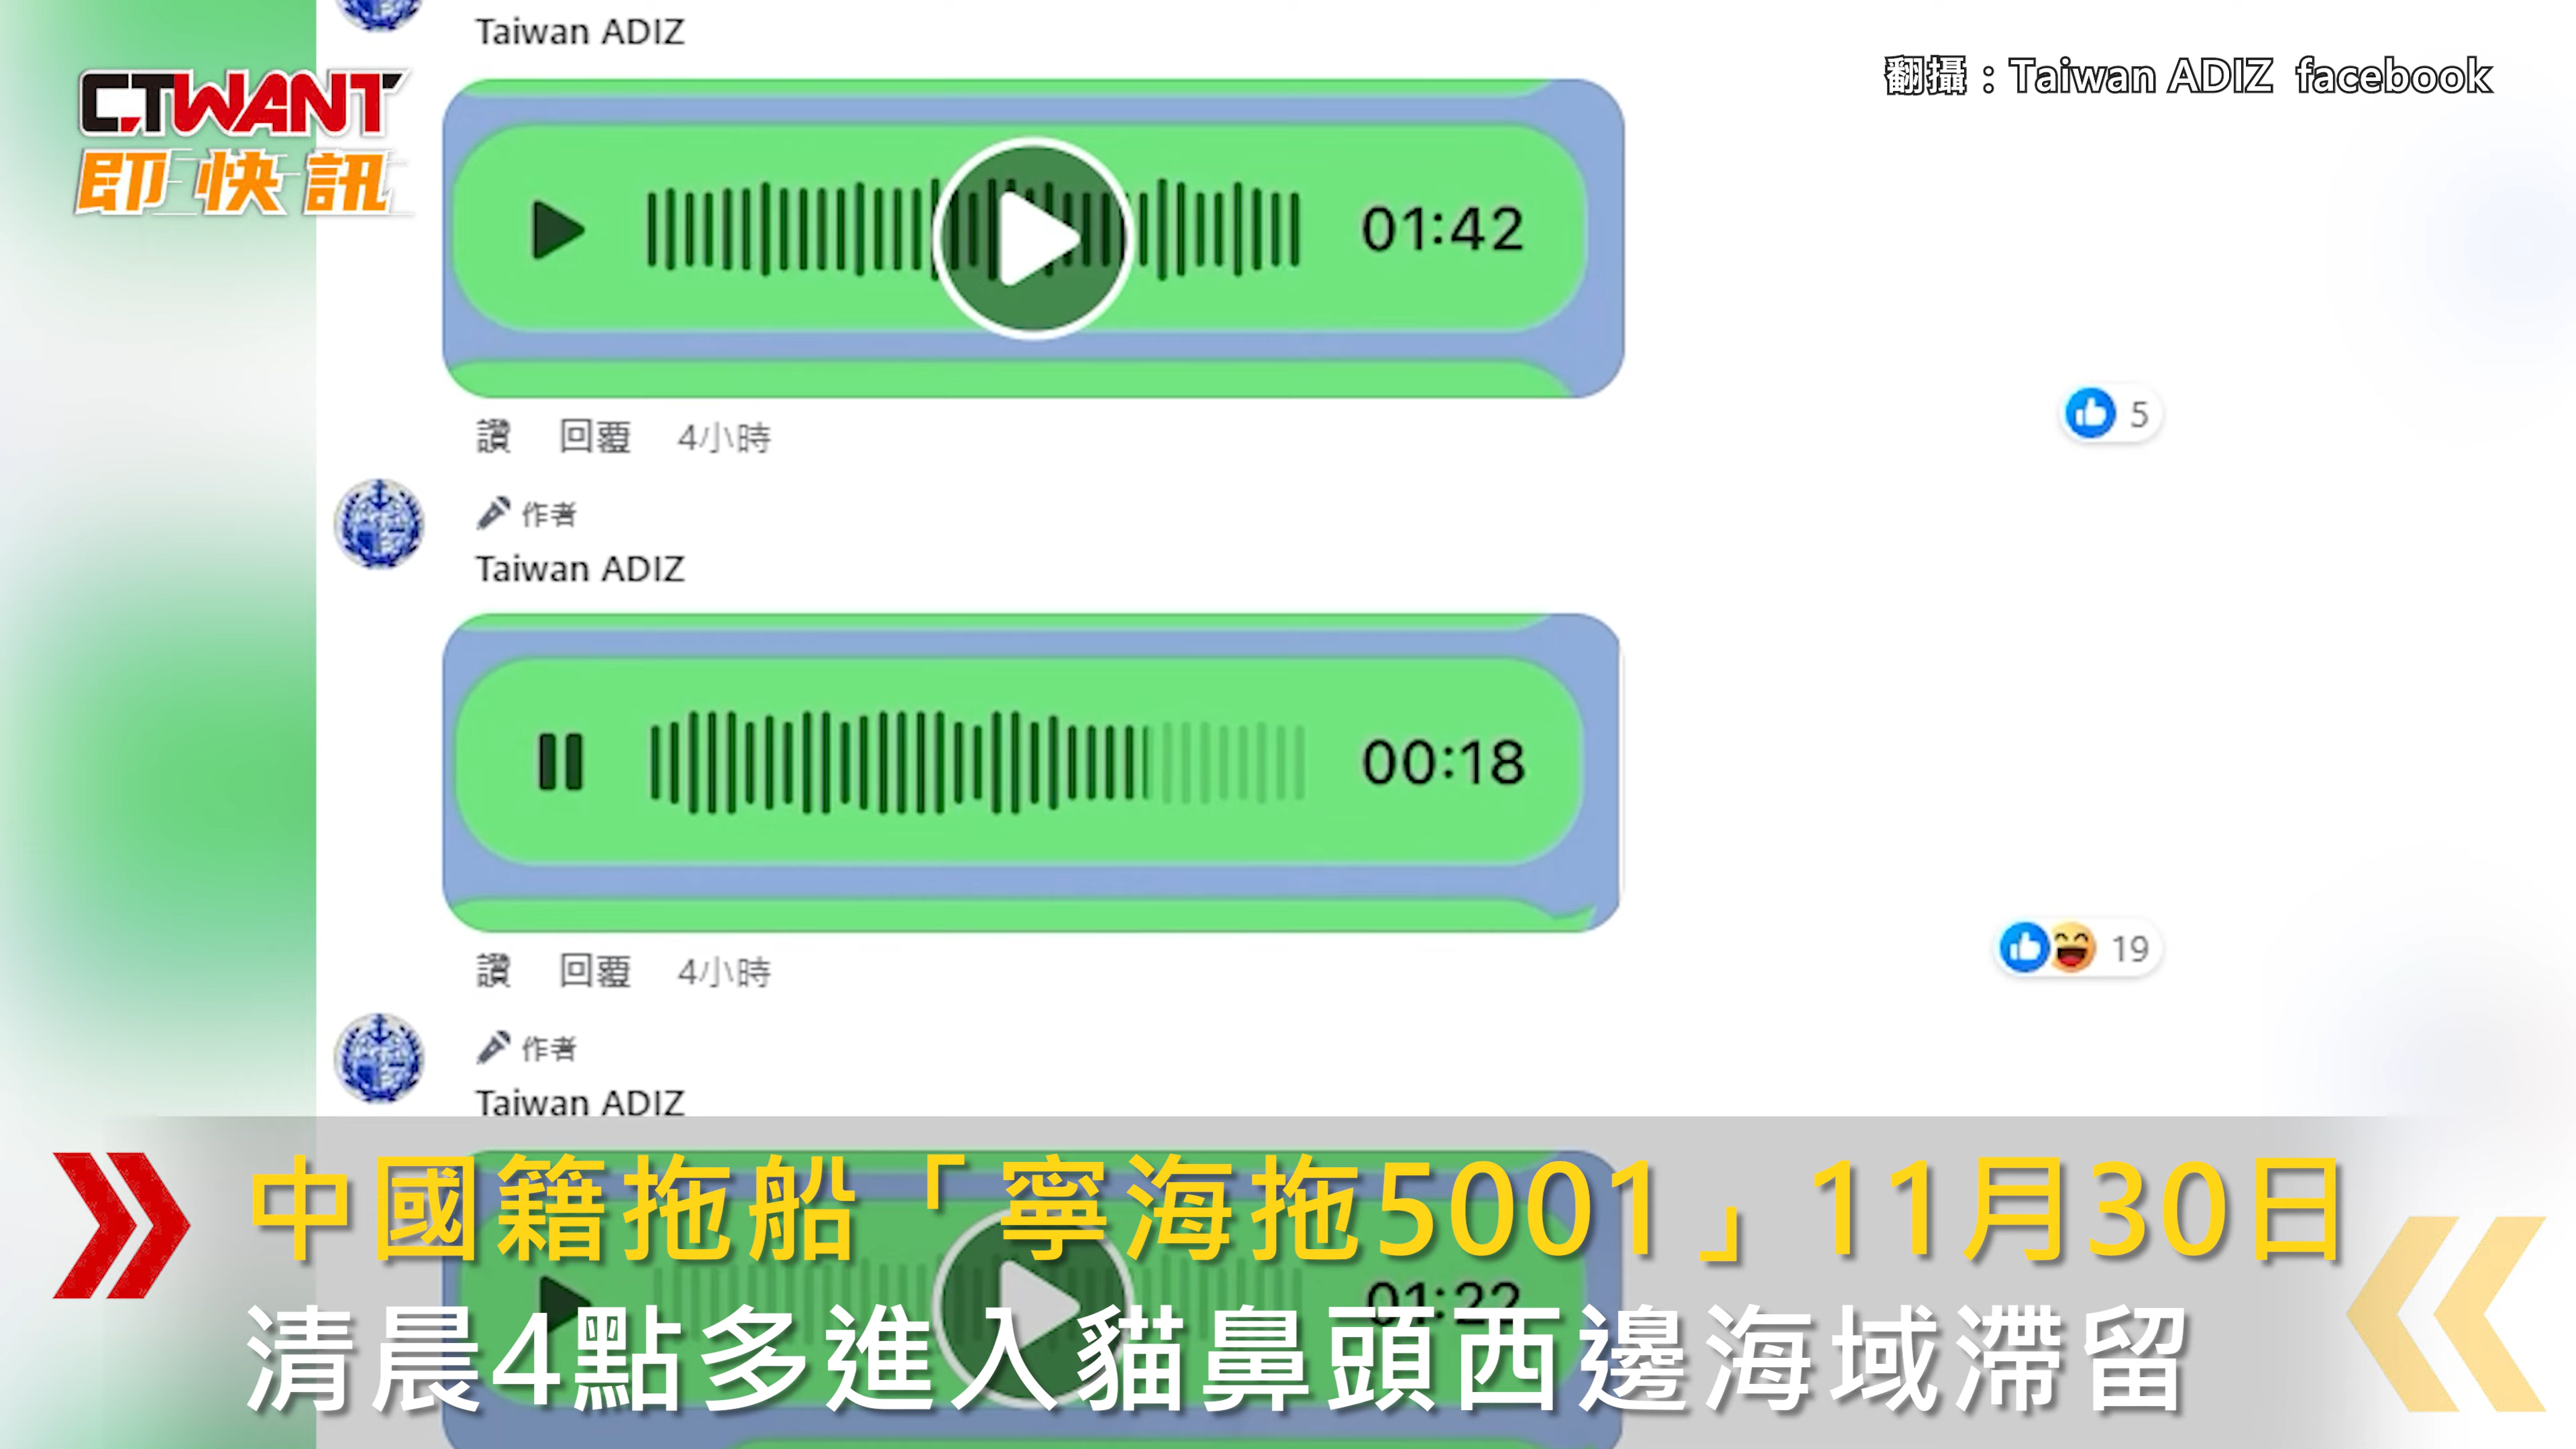 Taiwan ADIZ
CTWANT
即快訊
翻攝：Taiwan ADIZ facebook
01:42
讚 回覆 4小時
5
作者
Taiwan ADIZ
00:18
讚 回覆 4小時
19
作者
Taiwan ADIZ
01:22
中國籍拖船「寧海拖5001」11月30日
清晨4點多進入貓鼻頭西邊海域滯留